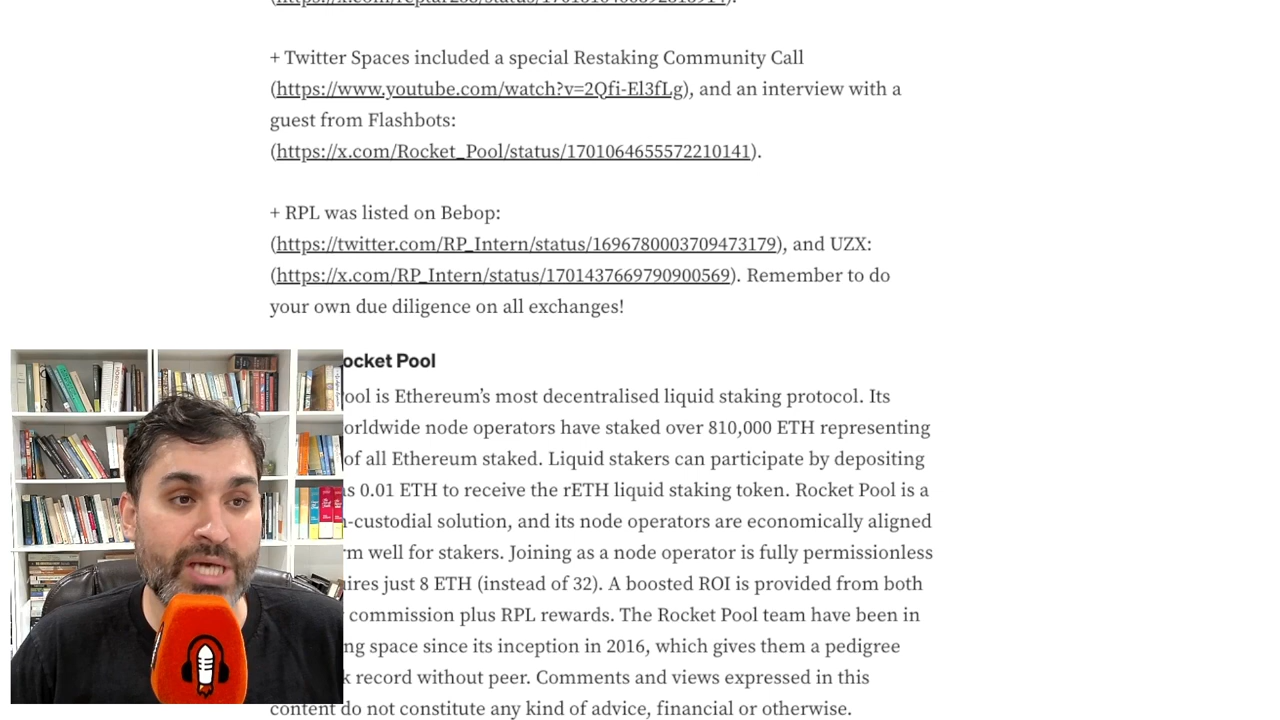 + Twitter Spaces included a special Restaking Community Call
(https://www.youtube.com/watch?v=2Qfi-El3fLg), and an interview with a
guest from Flashbots:
(https://x.com/Rocket_Pool/status/1701064655572210141).
+ RPL was listed on Bebop:
(https://twitter.com/RP_Intern/status/1696780003709473179), and UZX:
(https://x.com/RP_Intern/status/1701437669790900569). Remember to do
your own due diligence on all exchanges!
ocket Pool
ool is Ethereum’s most decentralised liquid staking protocol. Its
orldwide node operators have staked over 810,000 ETH representing
of all Ethereum staked. Liquid stakers can participate by depositing
as 0.01 ETH to receive the rETH liquid staking token. Rocket Pool is a
-custodial solution, and its node operators are economically aligned
rm well for stakers. Joining as a node operator is fully permissionless
ires just 8 ETH (instead of 32). A boosted ROI is provided from both
commission plus RPL rewards. The Rocket Pool team have been in
ng space since its inception in 2016, which gives them a pedigree
k record without peer. Comments and views expressed in this
content do not constitute any kind of advice, financial or otherwise.